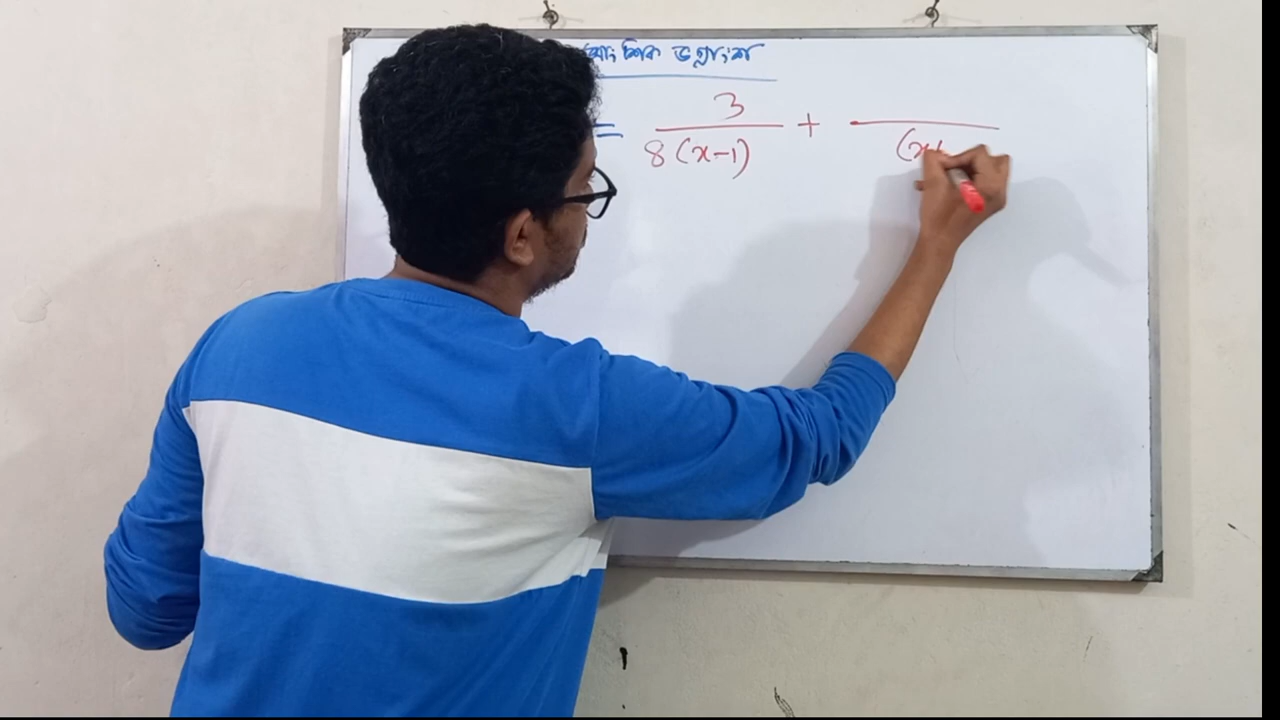 আংশিক ভগ্নাংশ
= 3 +
8(x-1) (x+